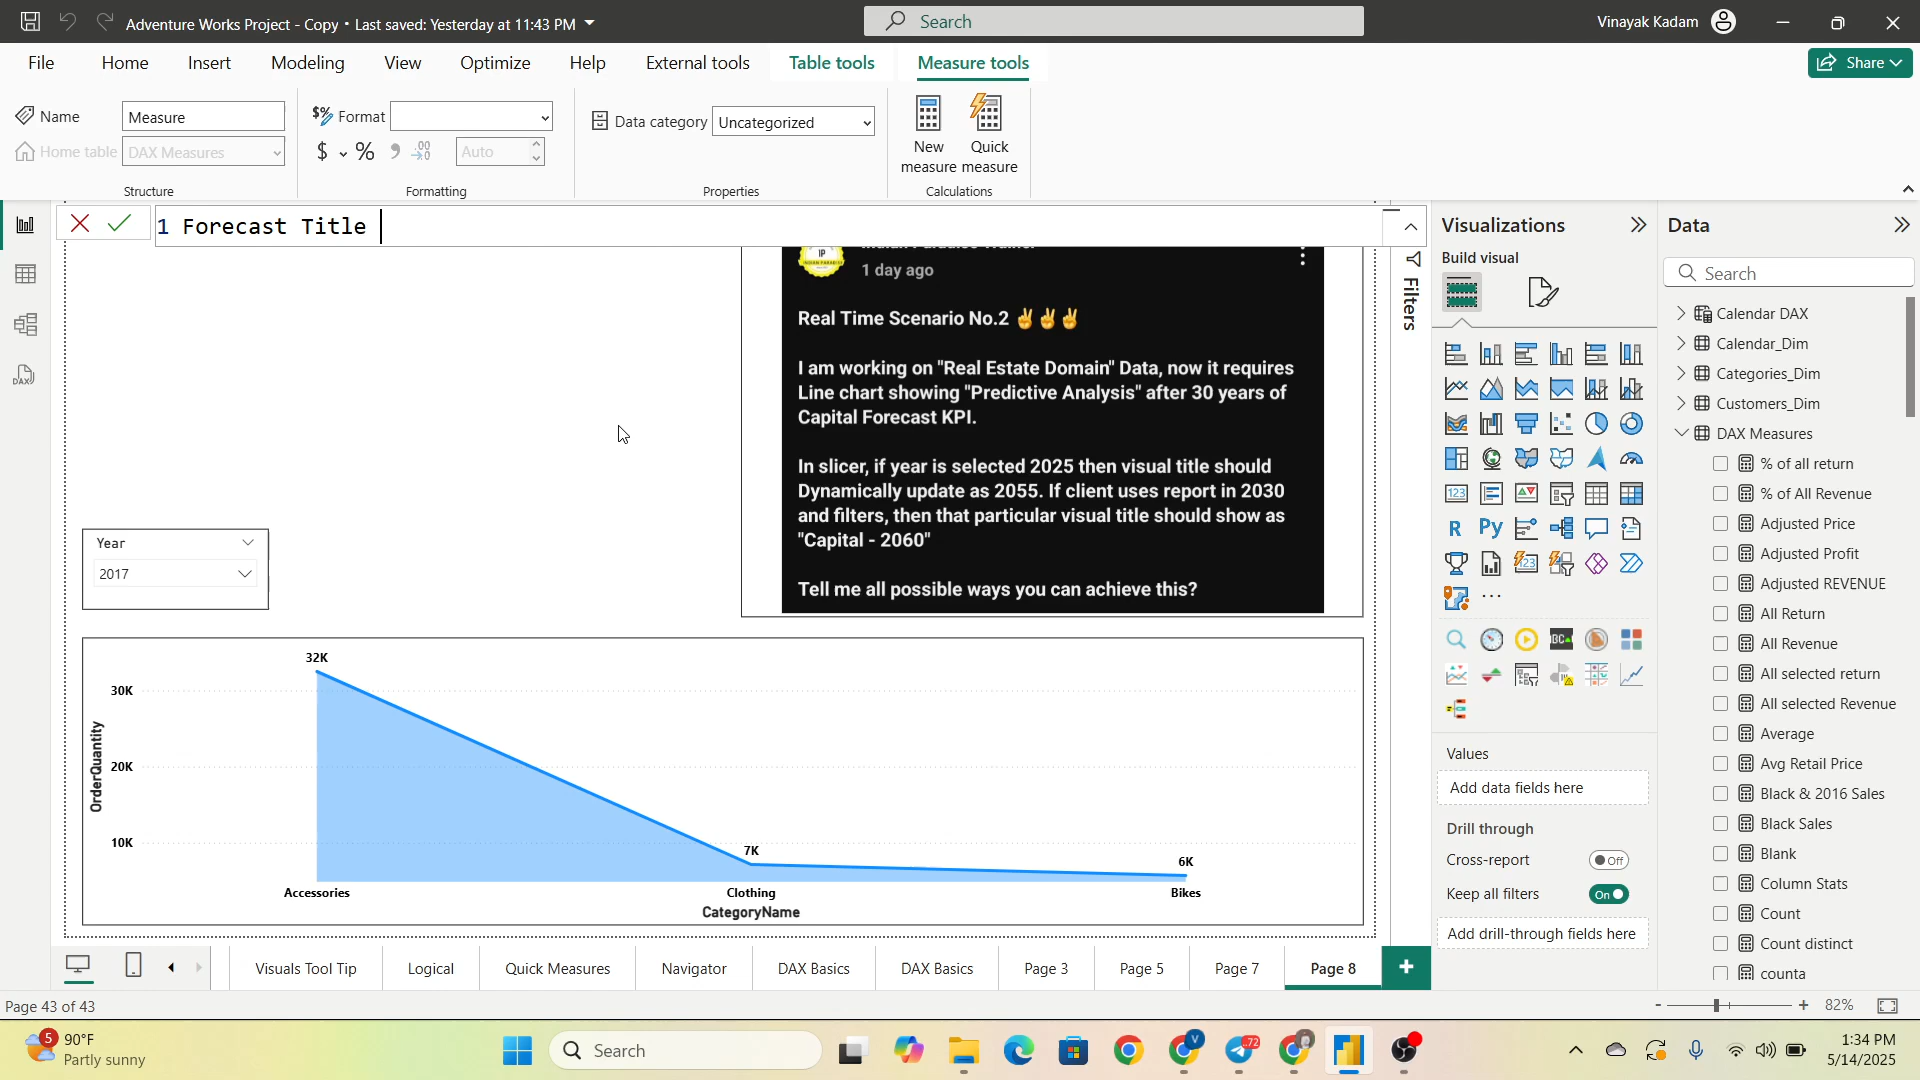 Adventure Works Project - Copy • Last saved: Yesterday at 11:43 PM
Search
Vinayak Kadam
File
Home
Insert
Modeling
View
Optimize
Help
External tools
Table tools
Measure tools
Share
Name
Measure
Home table
DAX Measures
Structure
$% Format
$
%
Auto
Formatting
Data category
Uncategorized
Properties
New
measure
Quick
measure
Calculations
1 Forecast Title
IP
1 day ago
Real Time Scenario No.2 ✌✌✌
I am working on "Real Estate Domain" Data, now it requires
Line chart showing "Predictive Analysis" after 30 years of
Capital Forecast KPI.
In slicer, if year is selected 2025 then visual title should
Dynamically update as 2055. If client uses report in 2030
and filters, then that particular visual title should show as
"Capital - 2060"
Tell me all possible ways you can achieve this?
Year
2017
32K
30K
20K
10K
7K
6K
OrderQuantity
Accessories
Clothing
Bikes
CategoryName
Filters
Visualizations
Build visual
123
R
Py
Values
Add data fields here
Drill through
Cross-report
Off
Keep all filters
On
Add drill-through fields here
Data
Search
Calendar DAX
Calendar_Dim
Categories_Dim
Customers_Dim
DAX Measures
% of all return
% of All Revenue
Adjusted Price
Adjusted Profit
Adjusted REVENUE
All Return
All Revenue
All selected return
All selected Revenue
Average
Avg Retail Price
Black & 2016 Sales
Black Sales
Blank
Column Stats
Count
Count distinct
counta
Visuals Tool Tip
Logical
Quick Measures
Navigator
DAX Basics
DAX Basics
Page 3
Page 5
Page 7
Page 8
Page 43 of 43
82%
5
90°F
Partly sunny
Search
V
72
1:34 PM
5/14/2025